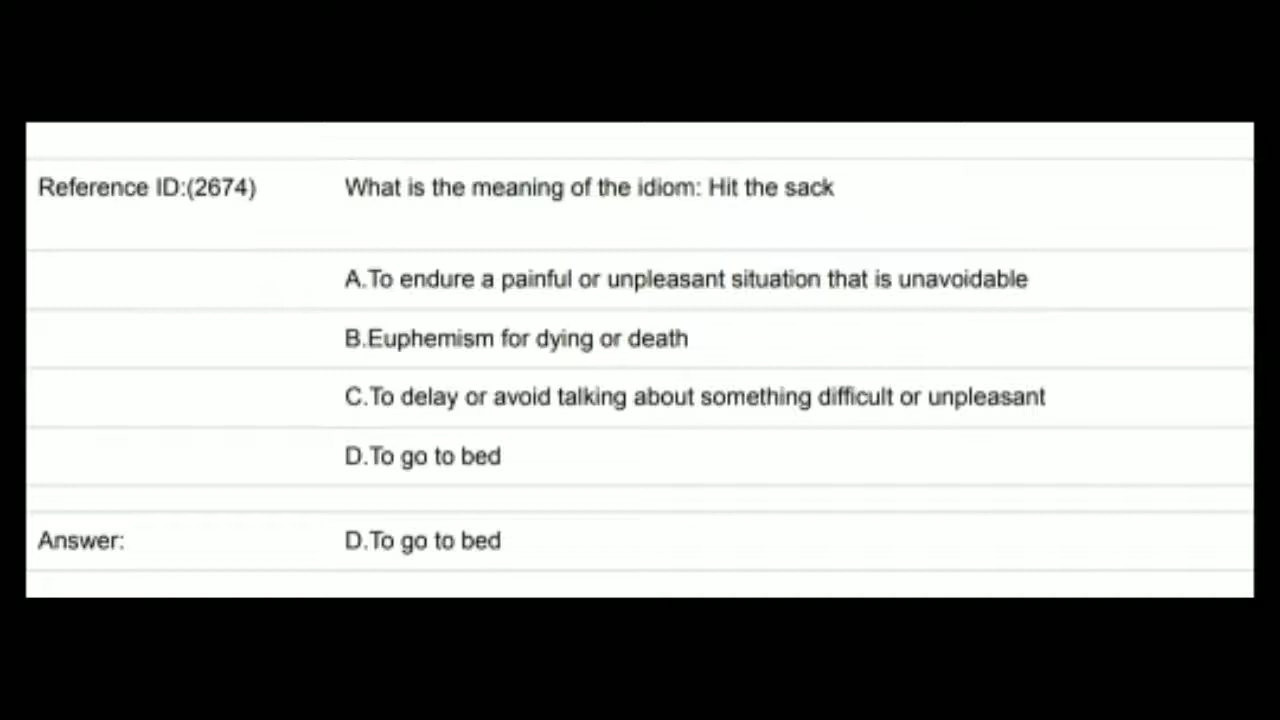 Reference ID:(2674) What is the meaning of the idiom: Hit the sack
A.To endure a painful or unpleasant situation that is unavoidable
B.Euphemism for dying or death
C.To delay or avoid talking about something difficult or unpleasant
D.To go to bed
Answer: D.To go to bed